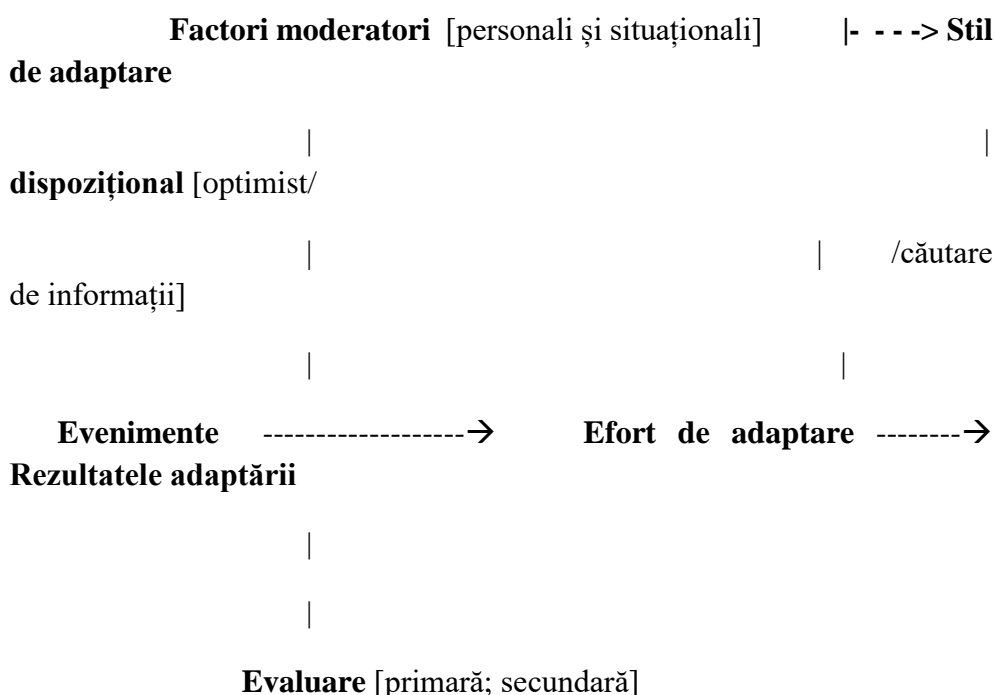 Factori moderatori [personali și situaționali] |- - - -> Stil
de adaptare
| |
dispozițional [optimist/
| | /căutare
de informații]
| |
Evenimente -------------------→ Efort de adaptare --------→
Rezultatele adaptării
|
|
Evaluare [primară; secundară]